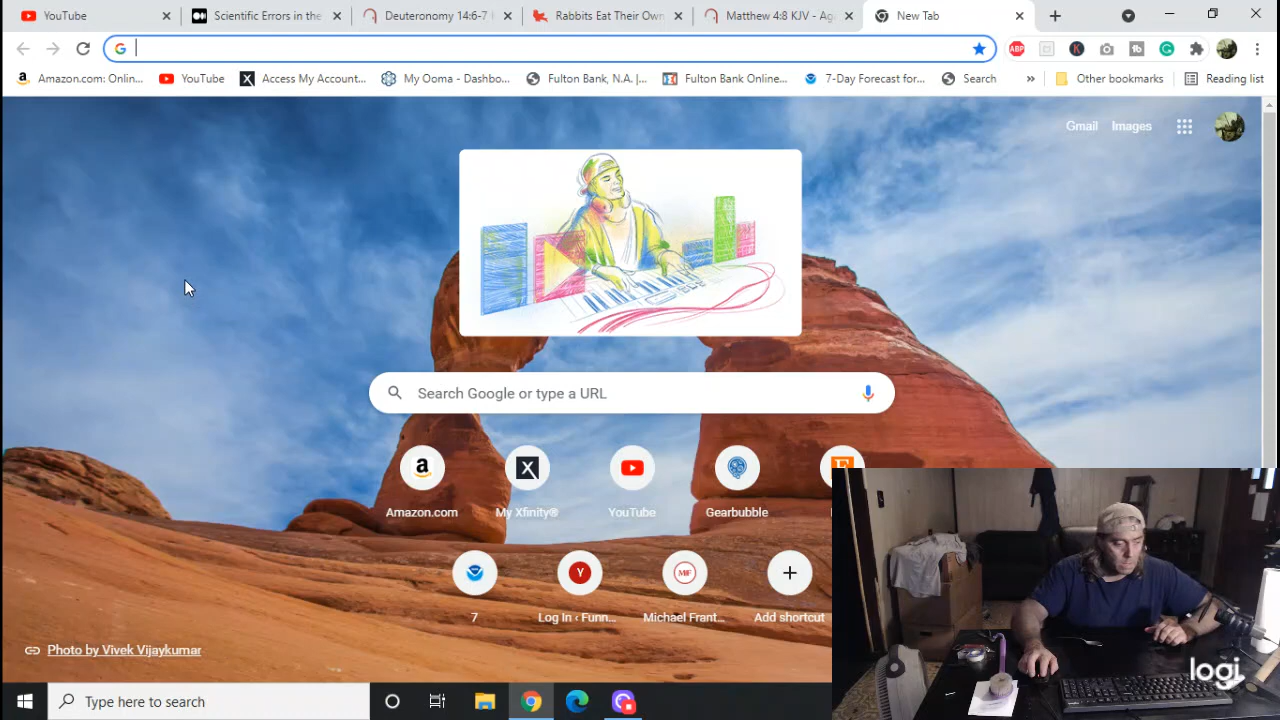 YouTube
Scientific Errors in the
Deuteronomy 14:6-7
Rabbits Eat Their Own
Matthew 4:8 KJV - Ag
New Tab
G
ABP
Amazon.com: Onlin...
YouTube
X
Access My Account...
My Ooma - Dashbo...
Fulton Bank, N.A. |...
Fulton Bank Online...
7-Day Forecast for...
Search
»
Other bookmarks
Reading list
Gmail
Images
Search Google or type a URL
a
X
Amazon.com
My Xfinity®
YouTube
Gearbubble
Y
MF
7
Log In ‹ Funn...
Michael Frant...
Add shortcut
Photo by Vivek Vijaykumar
logi
Type here to search